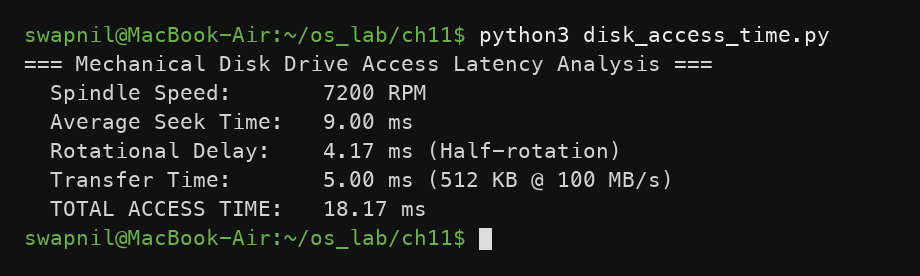 swapnil@MacBook-Air:~/os_lab/ch11$ python3 disk_access_time.py
=== Mechanical Disk Drive Access Latency Analysis ===
  Spindle Speed:       7200 RPM
  Average Seek Time:   9.00 ms
  Rotational Delay:    4.17 ms (Half-rotation)
  Transfer Time:       5.00 ms (512 KB @ 100 MB/s)
  TOTAL ACCESS TIME:   18.17 ms
swapnil@MacBook-Air:~/os_lab/ch11$